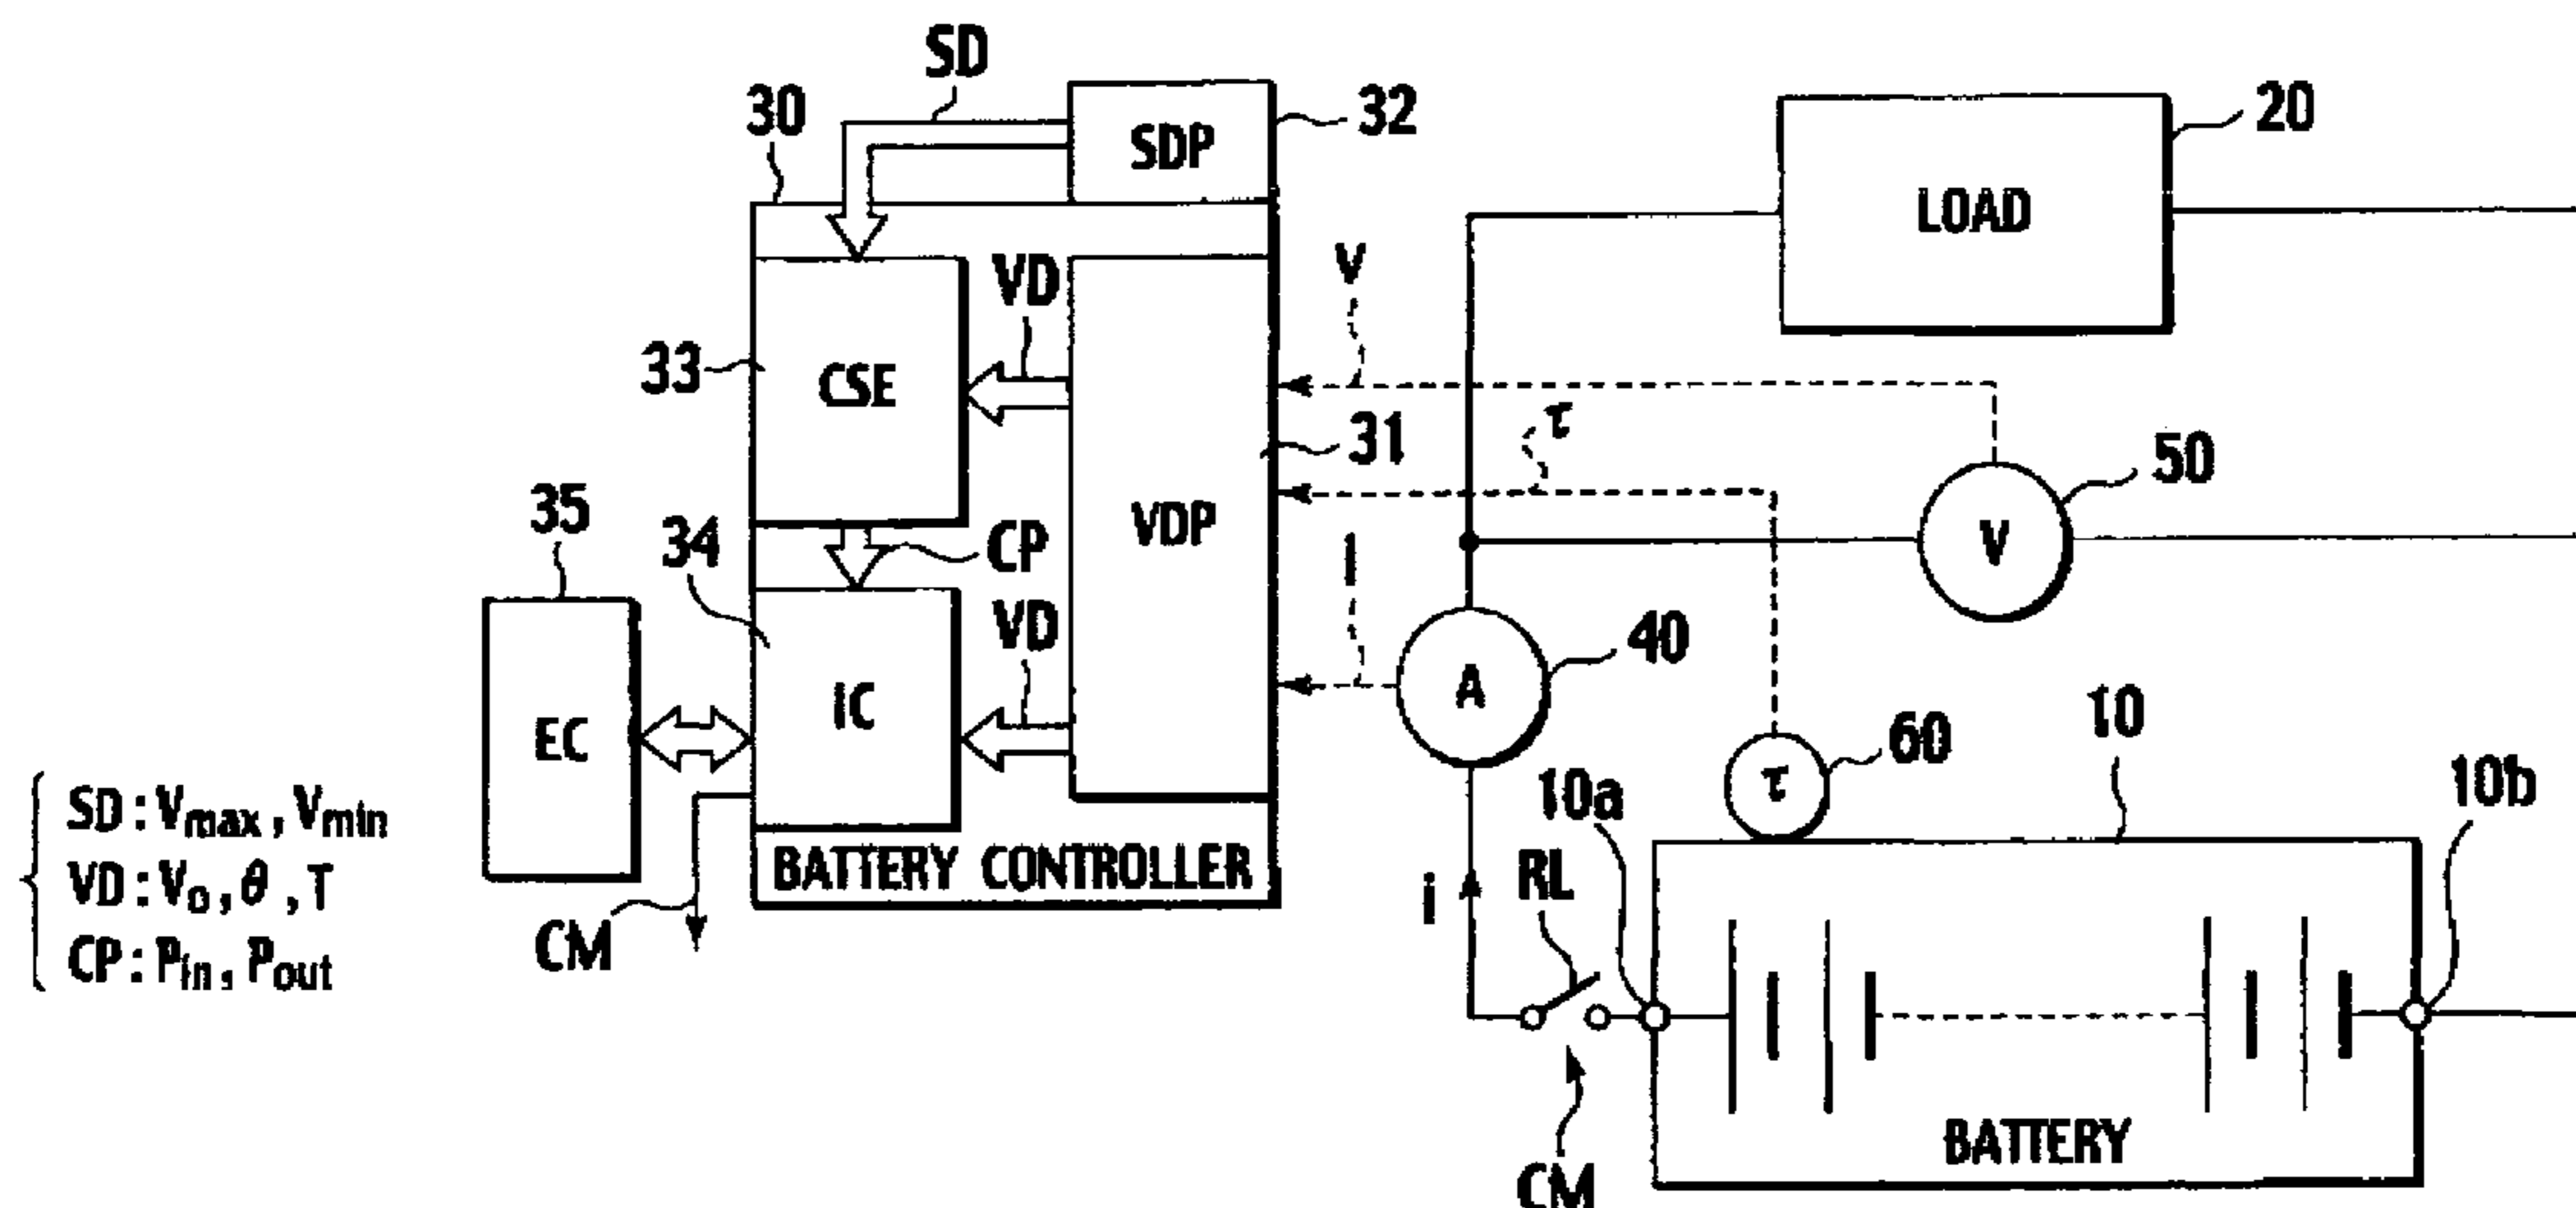 SD
30
SDP
32
LOAD
20
33
CSE
VD
V
31
τ
VDP
50
V
35
34
CP
I
VD
40
A
EC
IC
10
60
τ
10a
10b
SD : Vmax , Vmin
VD : Vo , θ , T
CP : Pin , Pout
BATTERY CONTROLLER
i
RL
CM
BATTERY
CM